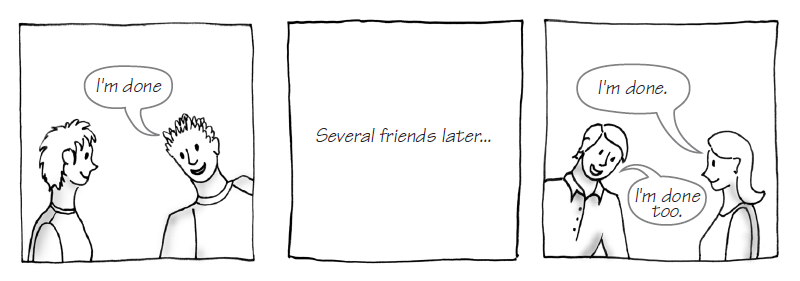 I'm done
Several friends later...
I'm done.
I'm done
too.